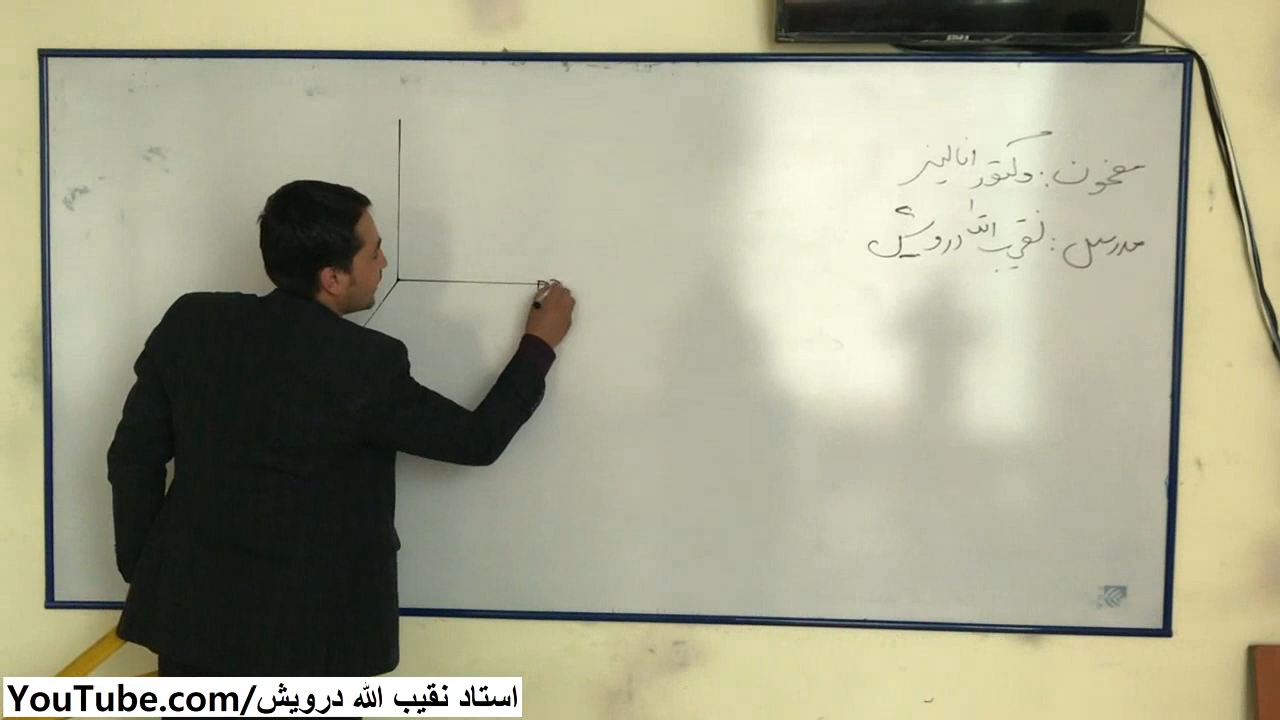 مضمون: وکتور انالیز
مدرس: نقیب الله درویش
YouTube.com/استاد نقیب الله درویش